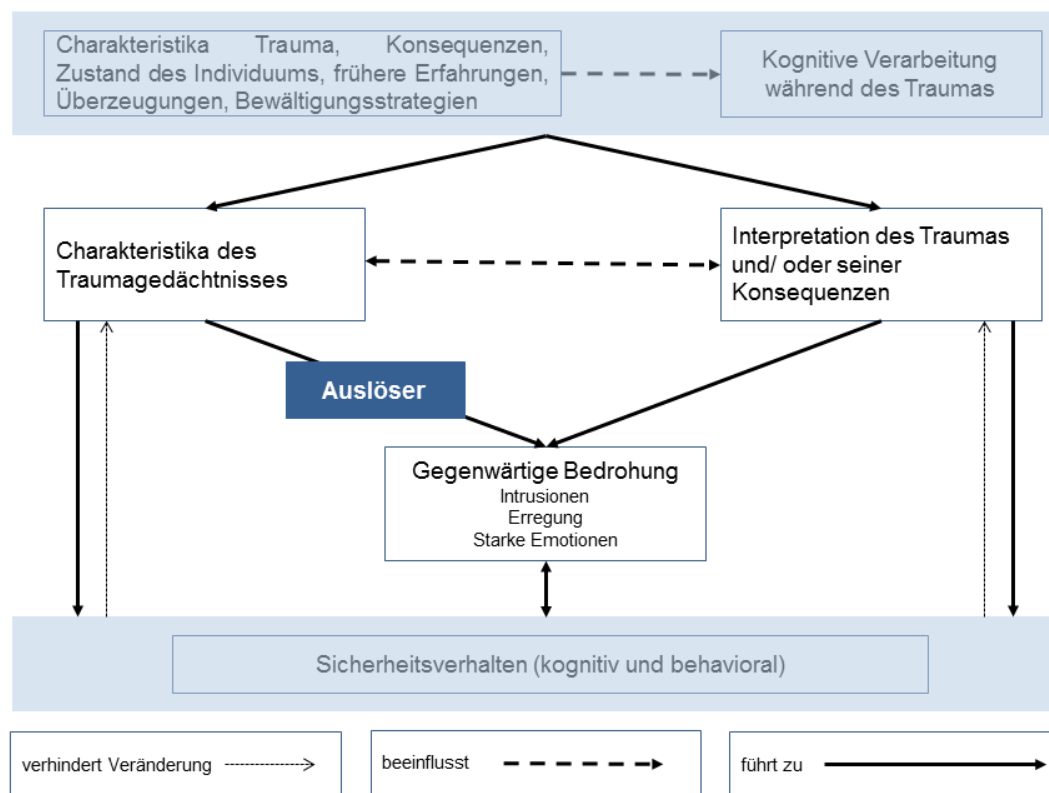 Charakteristika Trauma, Konsequenzen,
Zustand des Individuums, frühere Erfahrungen,
Überzeugungen, Bewältigungsstrategien
Kognitive Verarbeitung
während des Traumas
Charakteristika des
Traumagedächtnisses
Interpretation des Traumas
und/ oder seiner
Konsequenzen
Auslöser
Gegenwärtige Bedrohung
Intrusionen
Erregung
Starke Emotionen
Sicherheitsverhalten (kognitiv und behavioral)
verhindert Veränderung
beeinflusst
führt zu